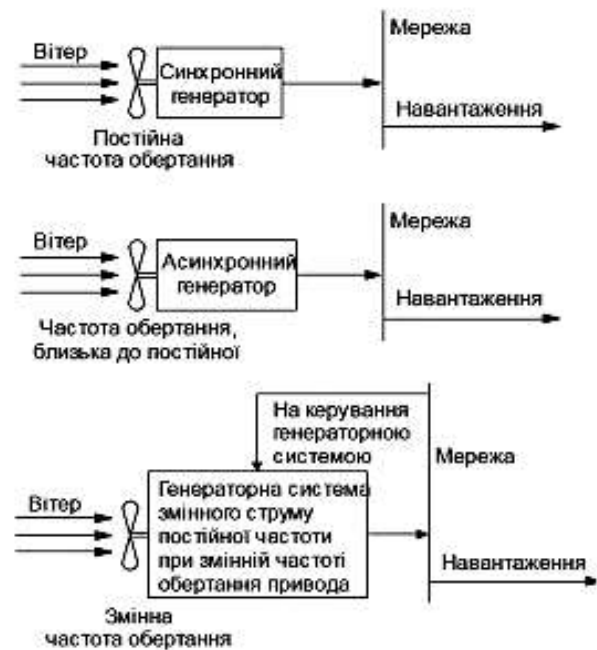 Мережа
Вітер
Синхронний
генератор
Навантаження
Постійна
частота обертання
Мережа
Вітер
Асинхронний
генератор
Навантаження
Частота обертання,
близька до постійної
На керування
генераторною
системою
Мережа
Вітер
Генераторна система
змінного струму
постійної частоти
при змінній частоті
обертання привода
Навантаження
Змінна
частота обертання